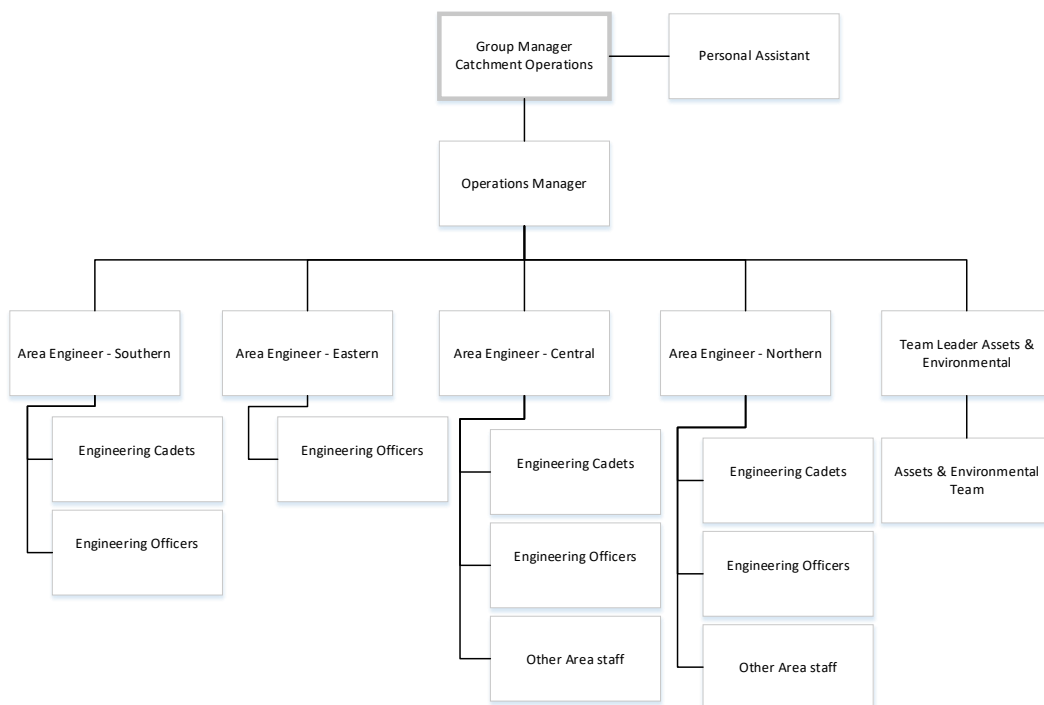 Group Manager
Catchment Operations
Personal Assistant
Operations Manager
Area Engineer - Southern
Area Engineer - Eastern
Area Engineer - Central
Area Engineer - Northern
Team Leader Assets &
Environmental
Engineering Cadets
Engineering Officers
Engineering Officers
Engineering Cadets
Engineering Officers
Other Area staff
Engineering Cadets
Engineering Officers
Other Area staff
Assets & Environmental
Team